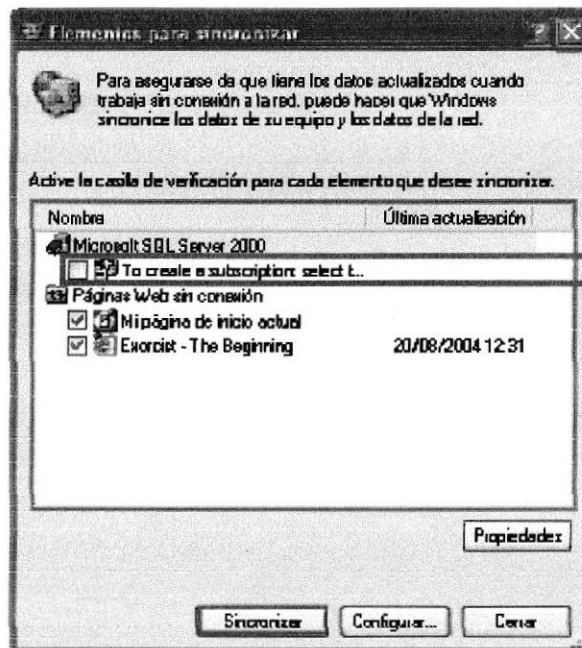 Elementos para sincronizar
Para asegurarse de que tiene los datos actualizados cuando
trabaja sin conexión a la red, puede hacer que Windows
sincronice los datos de su equipo y los datos de la red.
Active la casilla de verificación para cada elemento que desee sincronizar.
Nombre Última actualización
Microsoft SQL Server 2000
To create a subscription: select t...
Páginas Web sin conexión
Mi página de inicio actual
Exorcist - The Beginning 20/08/2004 12:31
Propiedades
Sincronizar Configurar... Cerrar